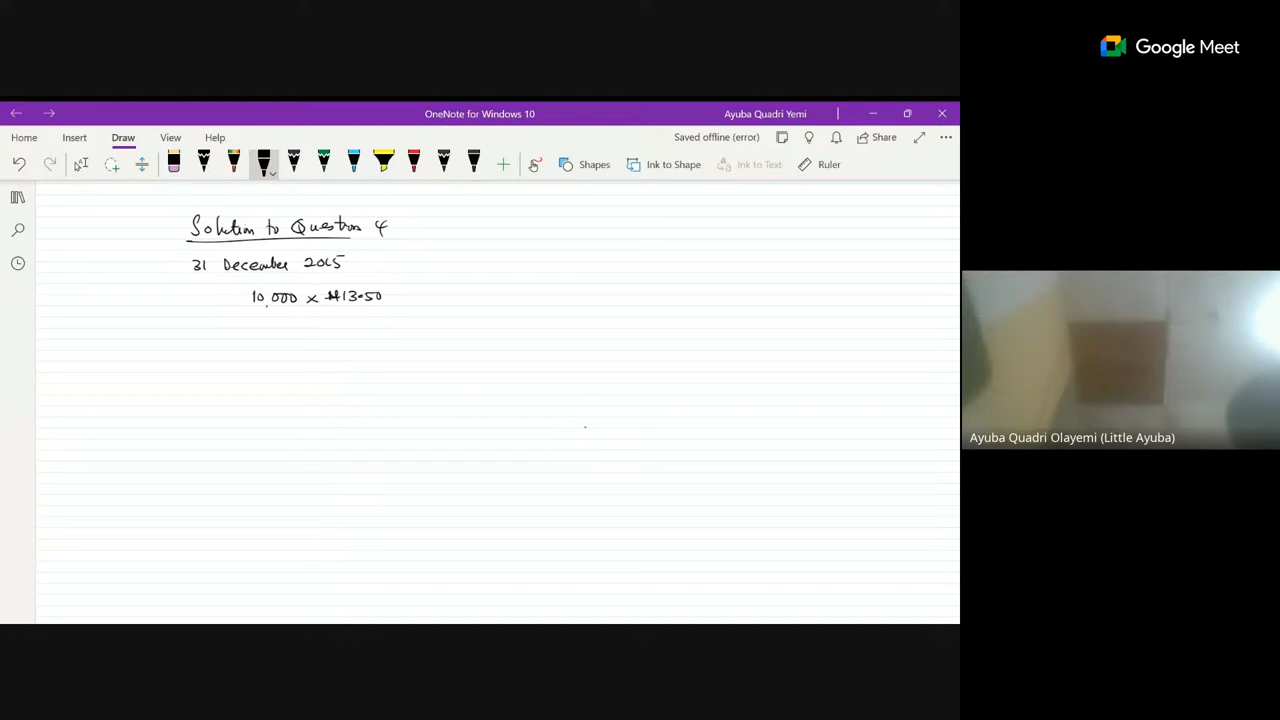 Google Meet
OneNote for Windows 10
Ayuba Quadri Yemi
Home Insert Draw View Help
Saved offline (error)
Share
Shapes
Ink to Shape
Ink to Text
Ruler
Solution to Question 4
31 December 2015
10,000 × ₦13.50
Ayuba Quadri Olayemi (Little Ayuba)